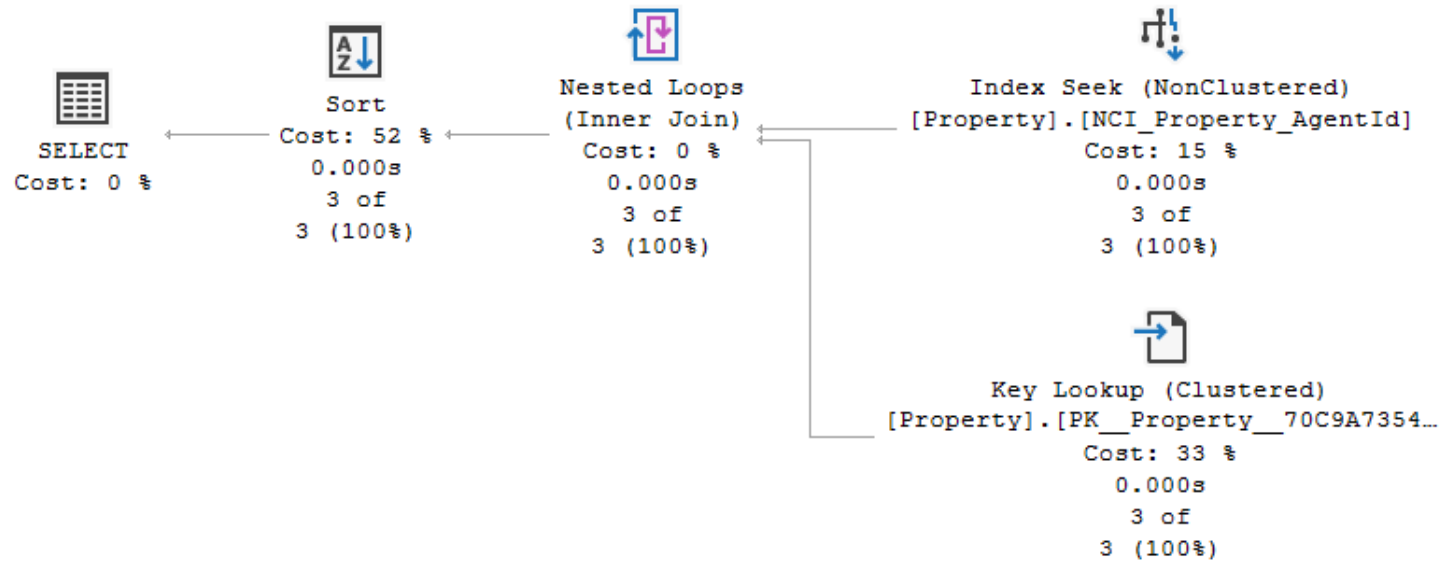 SELECT
Cost: 0 %
A
Z
Sort
Cost: 52 %
0.000s
3 of
3 (100%)
Nested Loops
(Inner Join)
Cost: 0 %
0.000s
3 of
3 (100%)
Index Seek (NonClustered)
[Property].[NCI_Property_AgentId]
Cost: 15 %
0.000s
3 of
3 (100%)
Key Lookup (Clustered)
[Property].[PK__Property__70C9A7354…
Cost: 33 %
0.000s
3 of
3 (100%)